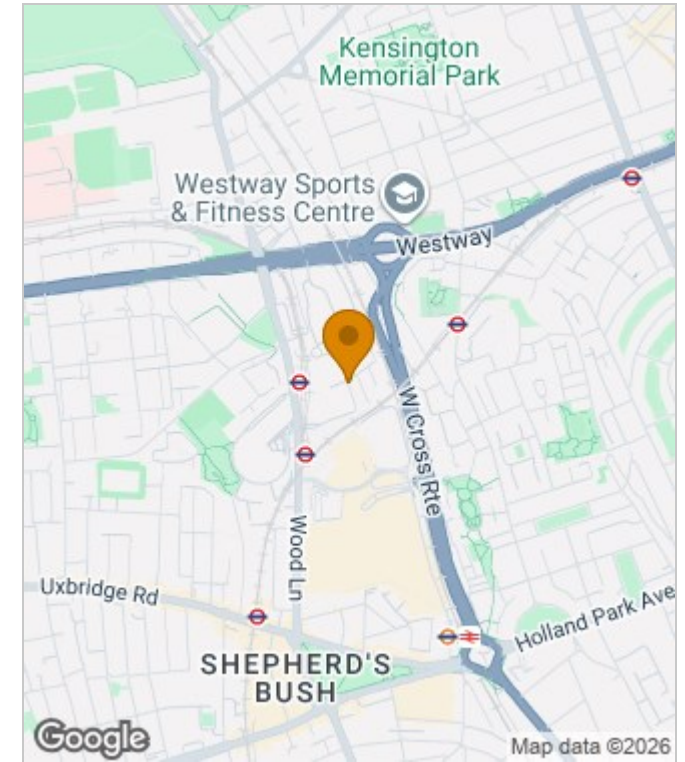 Kensington
Memorial Park
Westway Sports
& Fitness Centre
Westway
W Cross Rte
Wood Ln
Uxbridge Rd
Holland Park Ave
SHEPHERD'S
BUSH
Google
Map data ©2026